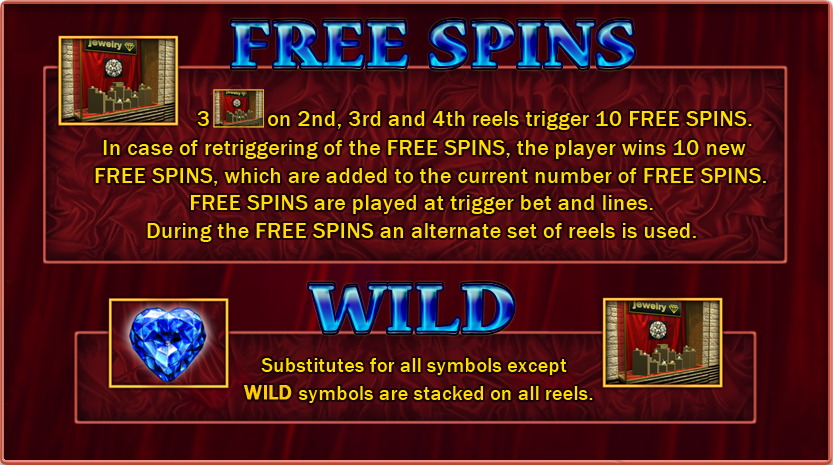 Jewelry
FREE SPINS
3 on 2nd, 3rd and 4th reels trigger 10 FREE SPINS.
In case of retriggering of the FREE SPINS, the player wins 10 new
FREE SPINS, which are added to the current number of FREE SPINS.
FREE SPINS are played at trigger bet and lines.
During the FREE SPINS an alternate set of reels is used.
WILD
Jewelry
Substitutes for all symbols except
WILD symbols are stacked on all reels.